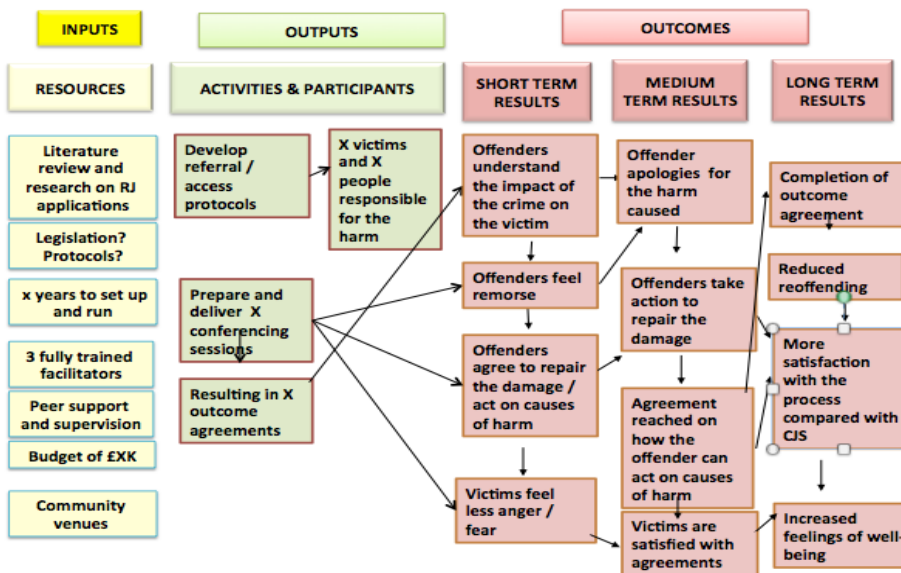 INPUTS
OUTPUTS
OUTCOMES
RESOURCES
ACTIVITIES & PARTICIPANTS
SHORT TERM
RESULTS
MEDIUM
TERM RESULTS
LONG TERM
RESULTS
Literature
review and
research on RJ
applications
Legislation?
Protocols?
x years to set up
and run
3 fully trained
facilitators
Peer support
and supervision
Budget of £XK
Community
venues
Develop
referral /
access
protocols
X victims and X
people
responsible
for the
harm
Prepare and
deliver X
conferencing
sessions
Resulting in X
outcome
agreements
Offenders
understand
the impact of
the crime on
the victim
Offenders feel
remorse
Offenders
agree to repair
the damage /
act on causes
of harm
Victims feel
less anger /
fear
Offender
apologies for
the harm
caused
Offenders take
action to
repair the
damage
Agreement
reached on
how the
offender can
act on causes
of harm
Victims are
satisfied with
agreements
Completion of
outcome
agreement
Reduced
reoffending
More
satisfaction
with the
process
compared with
CJS
Increased
feelings of well-
being